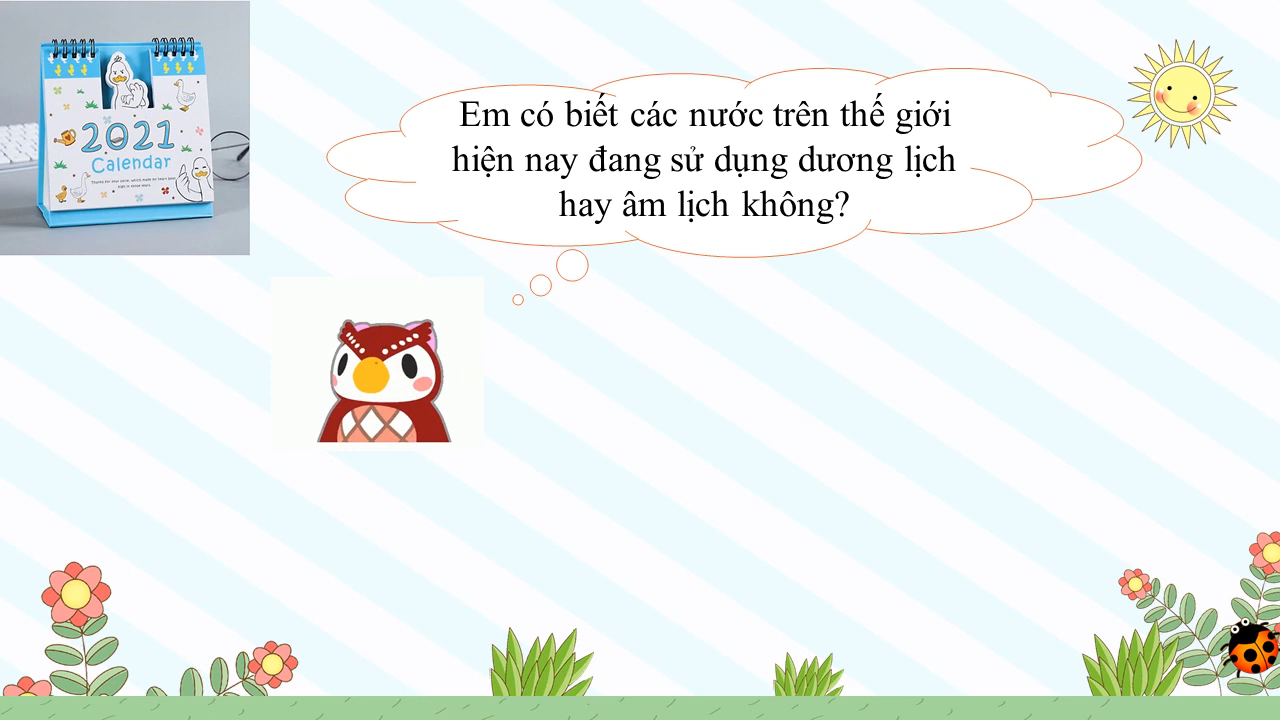 2021
Calendar
Em có biết các nước trên thế giới
hiện nay đang sử dụng dương lịch
hay âm lịch không?